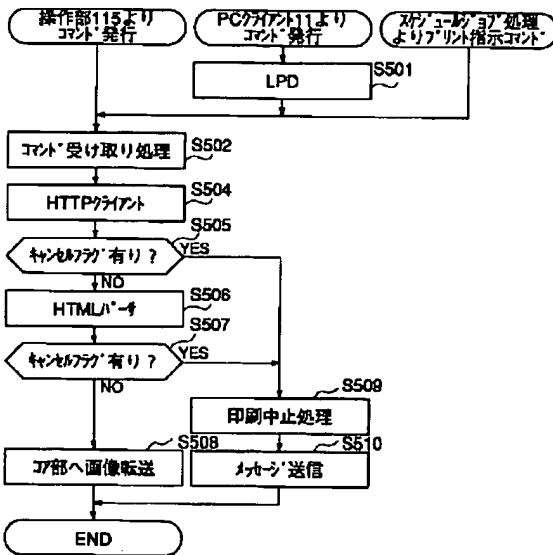 操作部115より
コマンド発行
PCクライアント11より
コマンド発行
スケジュールジョブ処理
よりプリント指示コマンド
S501
LPD
S502
コマンド受け取り処理
S504
HTTPクライアント
S505
キャンセルフラグ有り？
YES
NO
S506
HTMLパーサ
S507
キャンセルフラグ有り？
YES
NO
S509
印刷中止処理
S508
コア部へ画像転送
S510
メッセージ送信
END